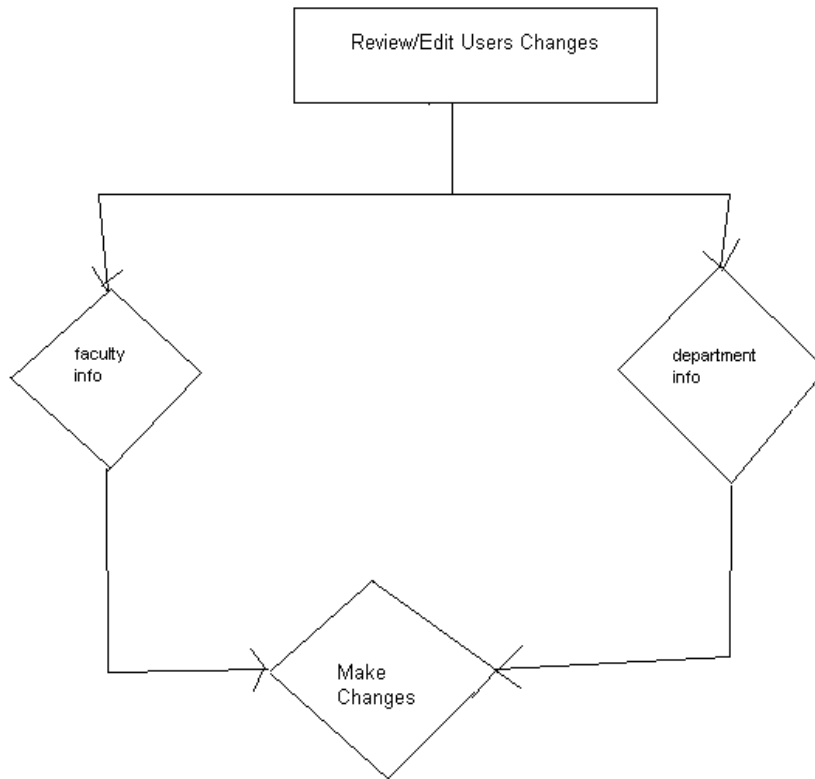 Review/Edit Users Changes
faculty
info
department
info
Make
Changes